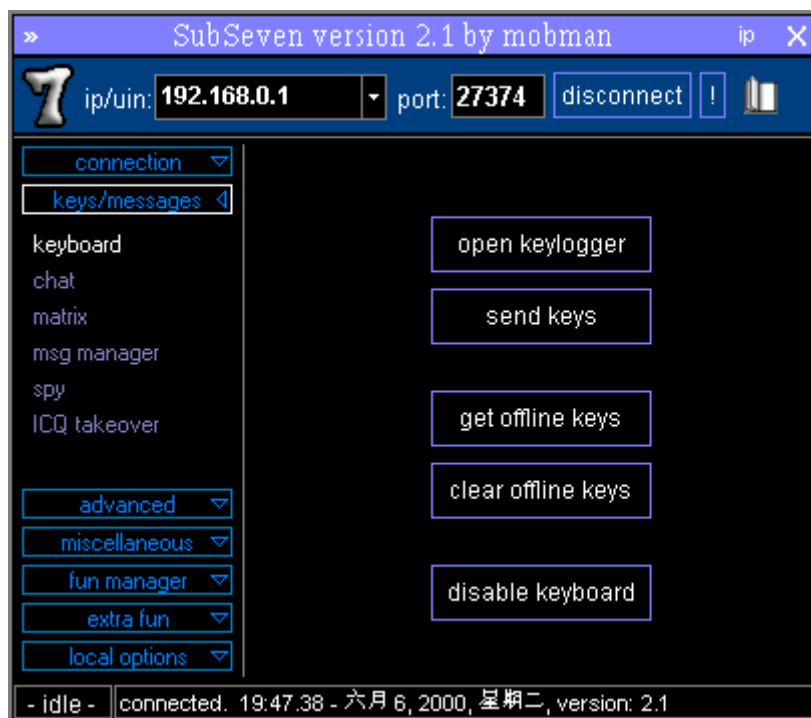 » SubSeven version 2.1 by mobman ip X
7 ip/uin: 192.168.0.1 port: 27374 disconnect !
connection
keys/messages
keyboard
chat
matrix
msg manager
spy
ICQ takeover
advanced
miscellaneous
fun manager
extra fun
local options
open keylogger
send keys
get offline keys
clear offline keys
disable keyboard
- idle - connected. 19:47.38 - 六月 6, 2000, 星期二, version: 2.1